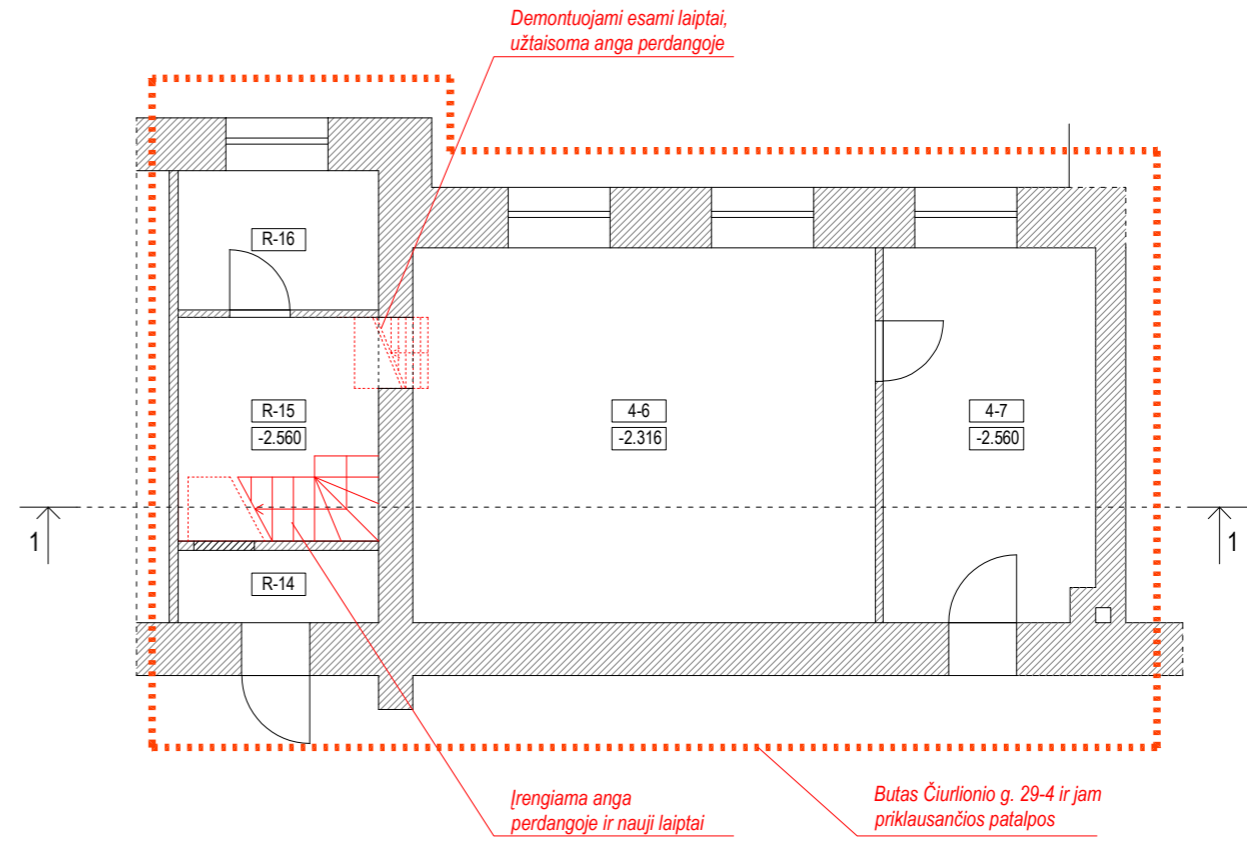 Demontuojami esami laiptai,
užtaisoma anga perdangoje
R-16
R-15
-2.560
4-6
-2.316
4-7
-2.560
1
1
R-14
Įrengiama anga
perdangoje ir nauji laiptai
Butas Čiurlionio g. 29-4 ir jam
priklausančios patalpos